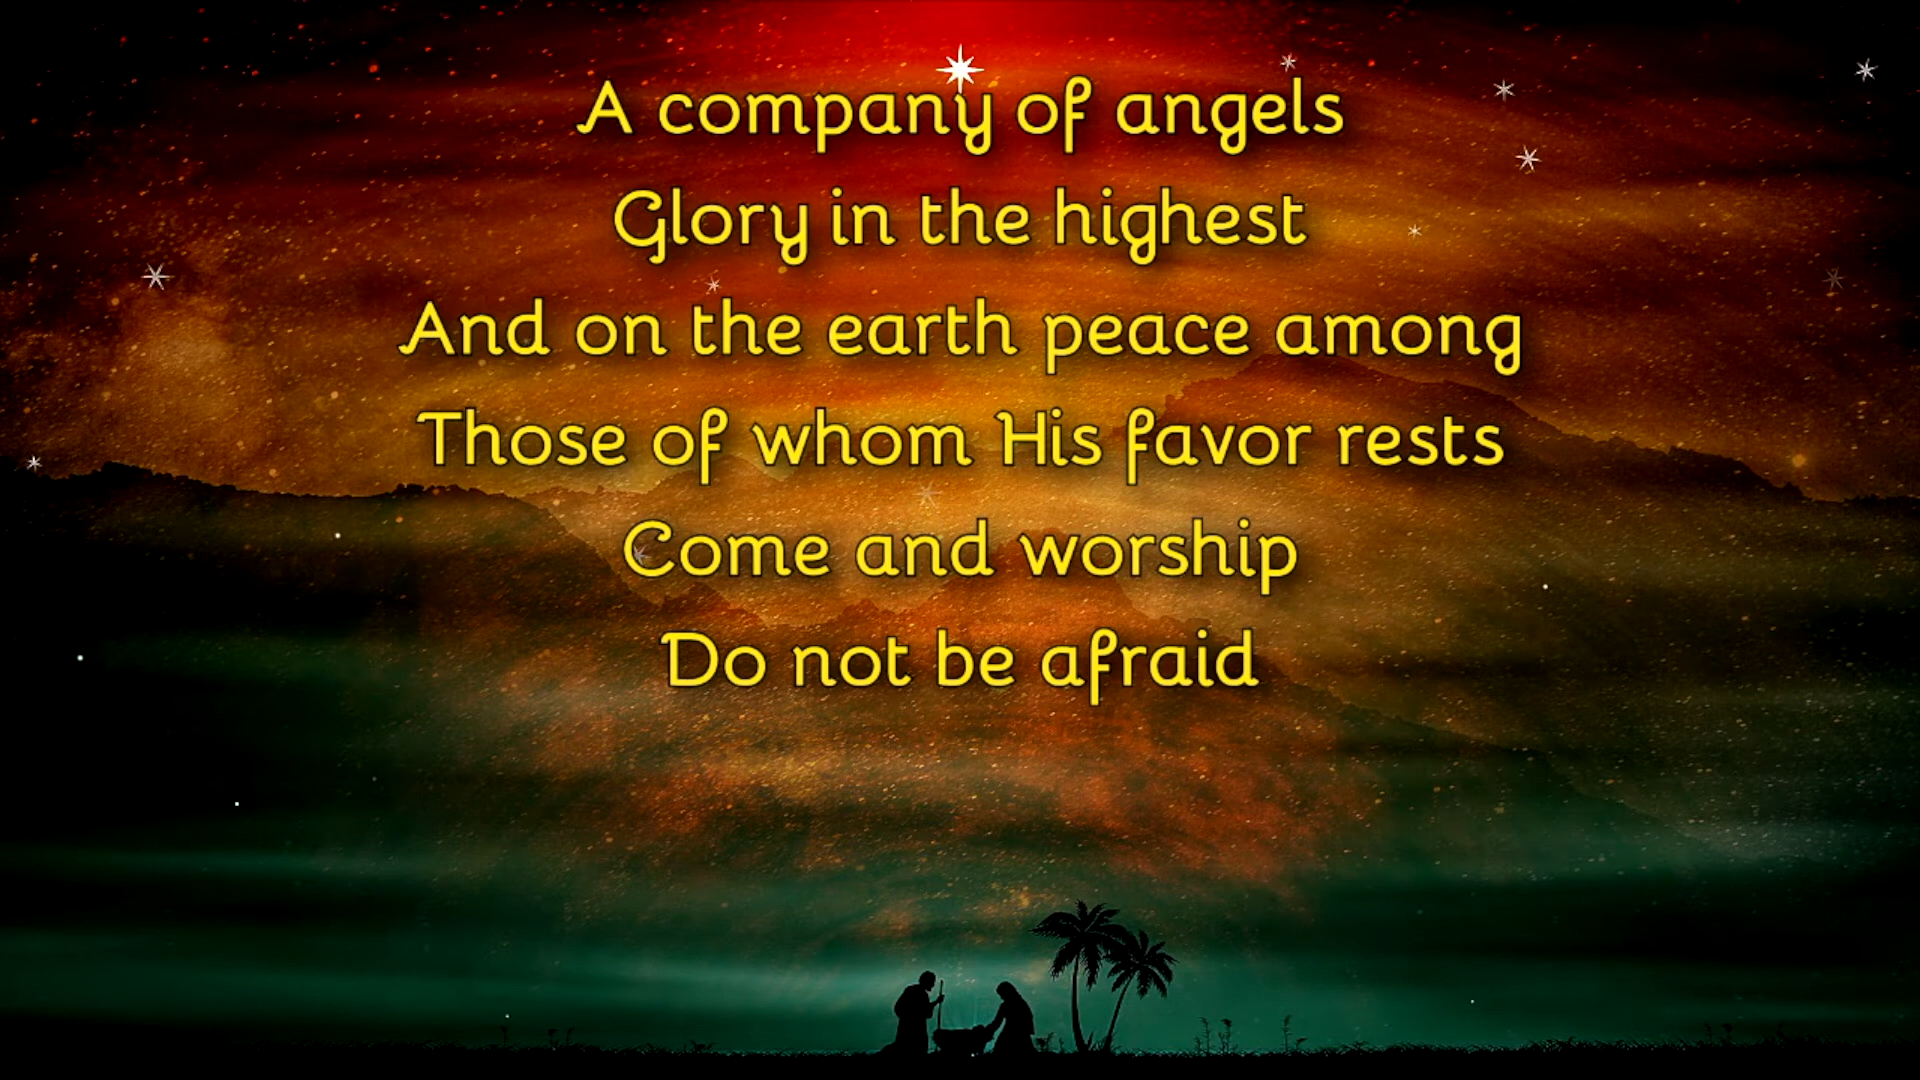 A company of angels
Glory in the highest
And on the earth peace among
Those of whom His favor rests
Come and worship
Do not be afraid